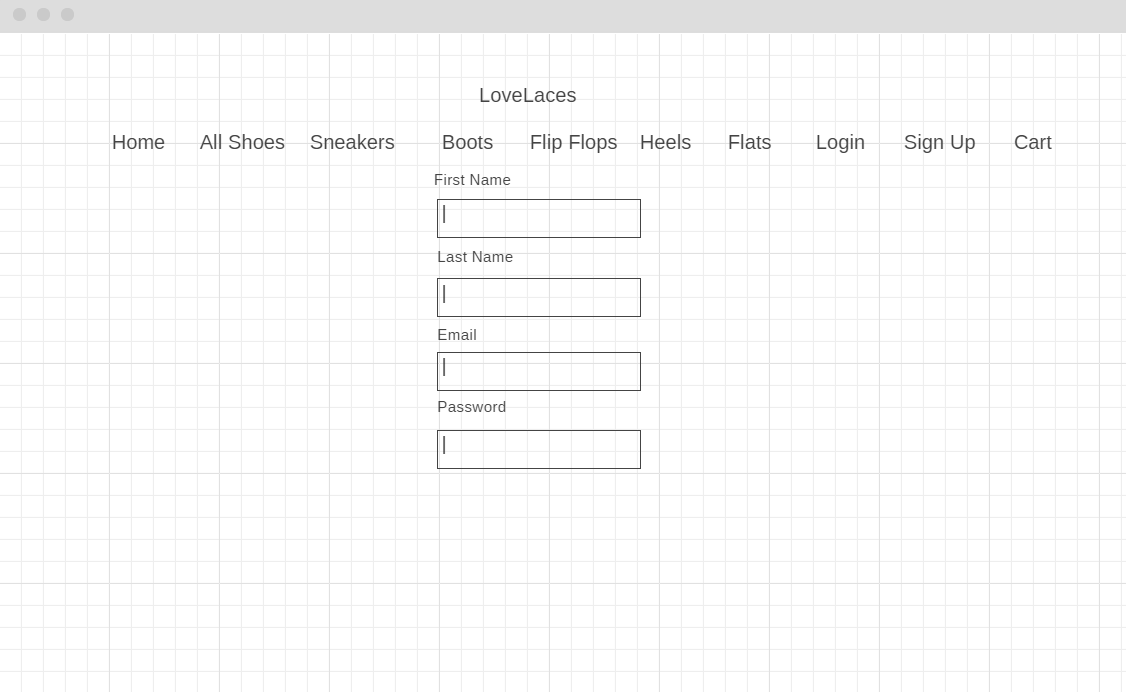 LoveLaces
Home All Shoes Sneakers Boots Flip Flops Heels Flats Login Sign Up Cart
First Name
Last Name
Email
Password